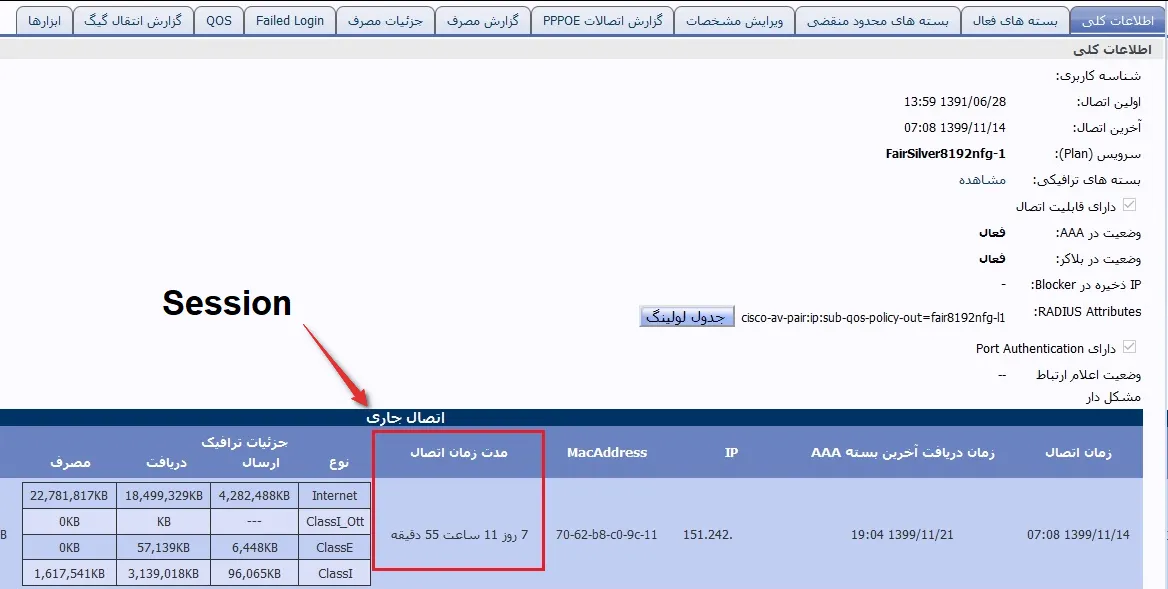 اطلاعات کلی بسته های فعال بسته های محدود منقضی ویرایش مشخصات گزارش اتصالات PPPOE گزارش مصرف جزئیات مصرف Failed Login QOS گزارش انتقال گیگ ابزارها
اطلاعات کلی
شناسه کاربری:
اولین اتصال: 1391/06/28 13:59
آخرین اتصال: 1399/11/14 07:08
سرویس (Plan): FairSilver8192nfg-1
بسته های ترافیکی: مشاهده
دارای قابلیت اتصال
وضعیت در AAA: فعال
وضعیت در بلاکر: فعال
IP ذخیره در Blocker: -
RADIUS Attributes: cisco-av-pair:ip:sub-qos-policy-out=fair8192nfg-l1 جدول لولینگ
دارای Port Authentication
وضعیت اعلام ارتباط مشکل دار --
Session
اتصال جاری
زمان اتصال زمان دریافت آخرین بسته AAA IP MacAddress مدت زمان اتصال جزئیات ترافیک
نوع ارسال دریافت مصرف
1399/11/14 07:08 1399/11/21 19:04 151.242. 70-62-b8-c0-9c-11 7 روز 11 ساعت 55 دقیقه
Internet 4,282,488KB 18,499,329KB 22,781,817KB
ClassI_Ott --- KB 0KB
ClassE 6,448KB 57,139KB 0KB
ClassI 96,065KB 3,139,018KB 1,617,541KB